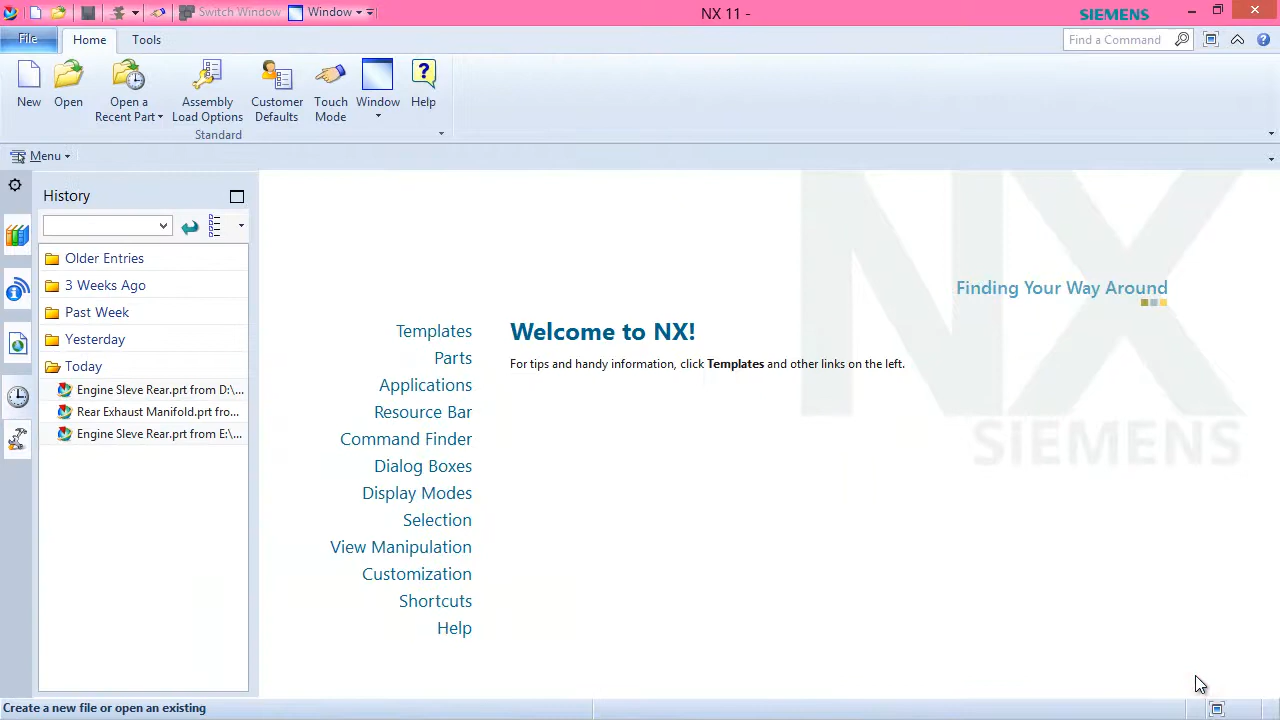 Switch Window
Window
NX 11 -
SIEMENS
File
Home
Tools
Find a Command
New
Open
Open a
Recent Part
Assembly
Load Options
Customer
Defaults
Touch
Mode
Window
Help
Standard
Menu
History
Older Entries
3 Weeks Ago
Past Week
Yesterday
Today
Engine Sleve Rear.prt from D:\...
Rear Exhaust Manifold.prt fro...
Engine Sleve Rear.prt from E:\...
NX
SIEMENS
Finding Your Way Around
Templates
Parts
Applications
Resource Bar
Command Finder
Dialog Boxes
Display Modes
Selection
View Manipulation
Customization
Shortcuts
Help
Welcome to NX!
For tips and handy information, click Templates and other links on the left.
Create a new file or open an existing